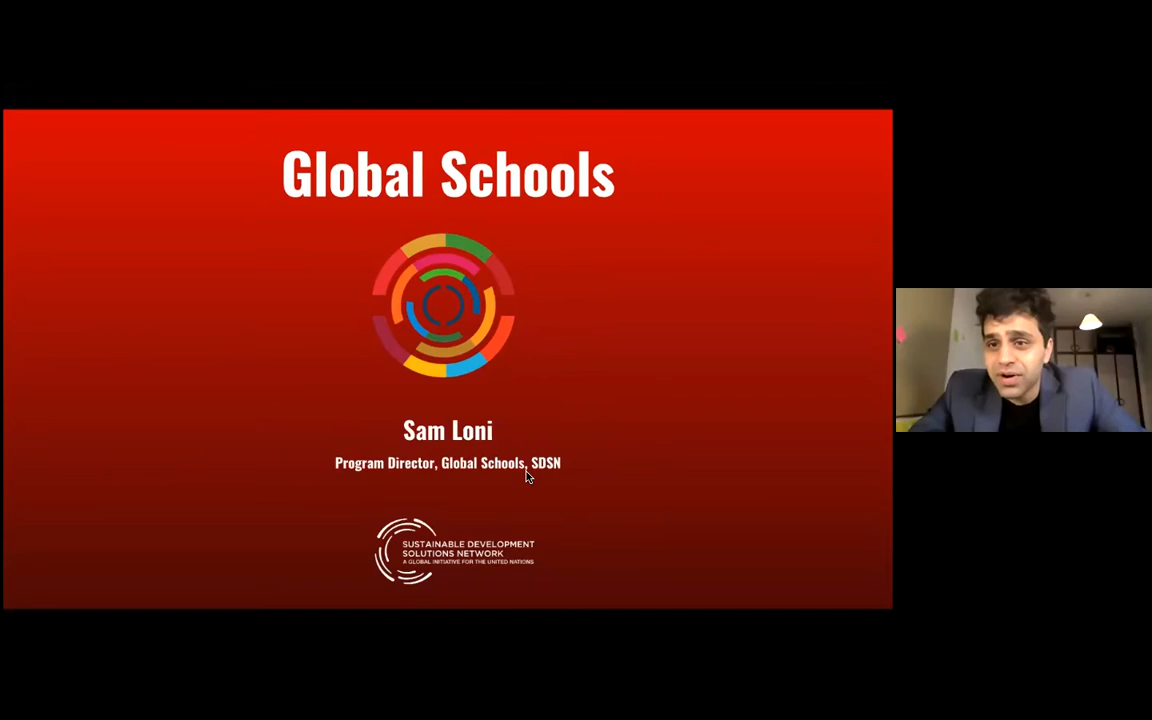 Global Schools
Sam Loni
Program Director, Global Schools, SDSN
SUSTAINABLE DEVELOPMENT
SOLUTIONS NETWORK
A GLOBAL INITIATIVE FOR THE UNITED NATIONS